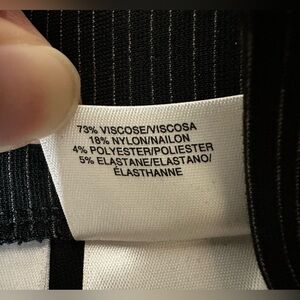 73% VISCOSE/VISCOSA
18% NYLON/NAILON
4% POLYESTER/POLIESTER
5% ELASTANE/ELASTANO/
ÉLASTHANNE